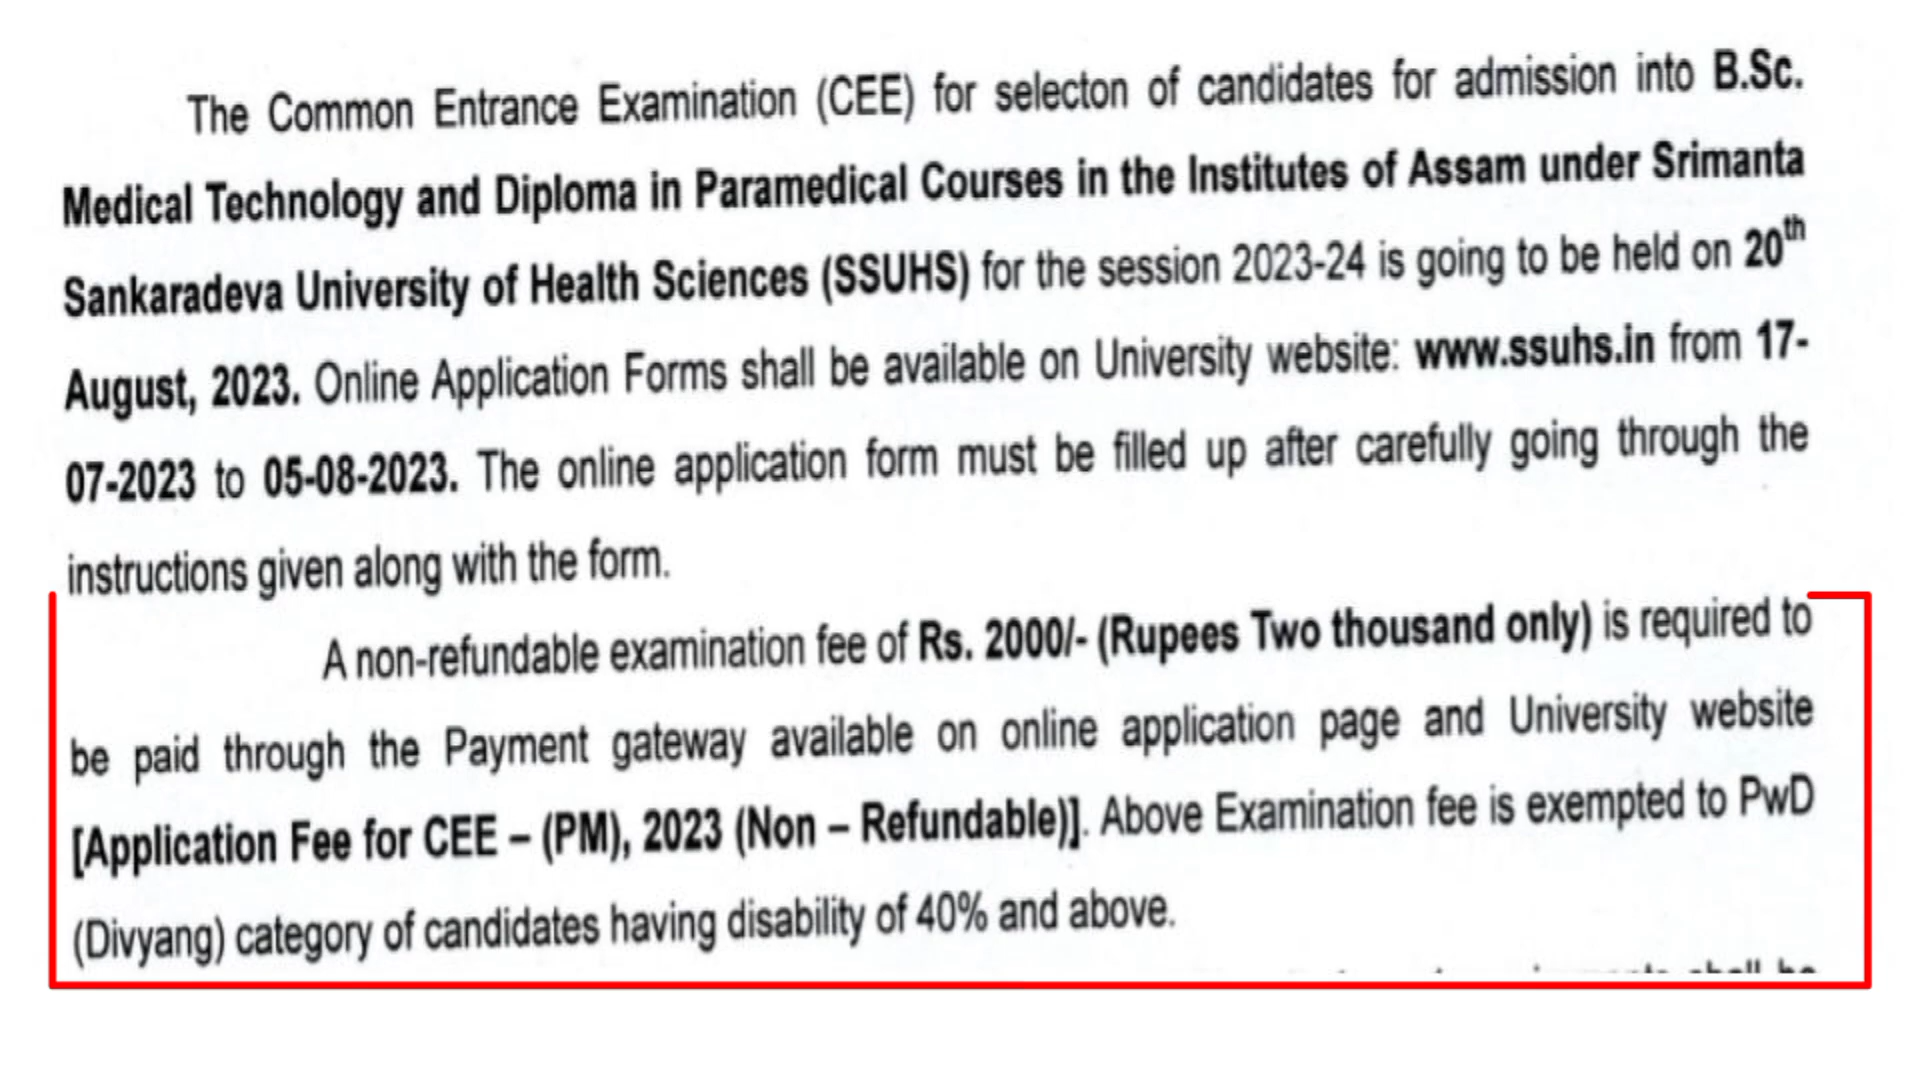 The Common Entrance Examination (CEE) for selecton of candidates for admission into B.Sc.
Medical Technology and Diploma in Paramedical Courses in the Institutes of Assam under Srimanta
Sankaradeva University of Health Sciences (SSUHS) for the session 2023-24 is going to be held on 20th
August, 2023. Online Application Forms shall be available on University website: www.ssuhs.in from 17-
07-2023 to 05-08-2023. The online application form must be filled up after carefully going through the
instructions given along with the form.
A non-refundable examination fee of Rs. 2000/- (Rupees Two thousand only) is required to
be paid through the Payment gateway available on online application page and University website
[Application Fee for CEE – (PM), 2023 (Non – Refundable)]. Above Examination fee is exempted to PwD
(Divyang) category of candidates having disability of 40% and above.
shall be